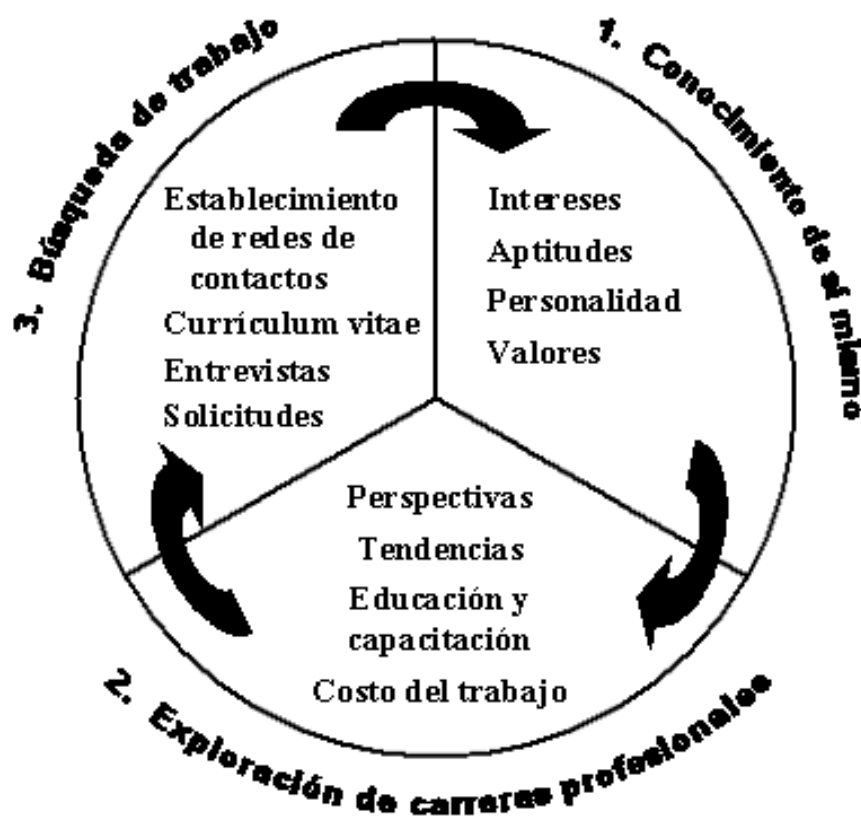 1. Conocimiento de sí mismo
Intereses
Aptitudes
Personalidad
Valores
2. Exploración de carreras profesionales
Perspectivas
Tendencias
Educación y
capacitación
Costo del trabajo
3. Búsqueda de trabajo
Establecimiento
de redes de
contactos
Currículum vitae
Entrevistas
Solicitudes